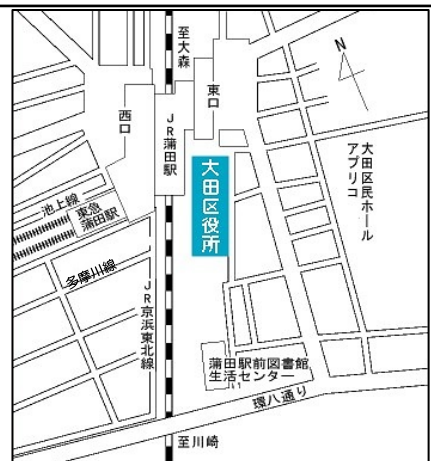 至大森
N
西口
東口
JR蒲田駅
大田区民ホール
アプリコ
大田区役所
池上線
東急
蒲田駅
多摩川線
JR京浜東北線
蒲田駅前図書館
生活センター
環八通り
至川崎